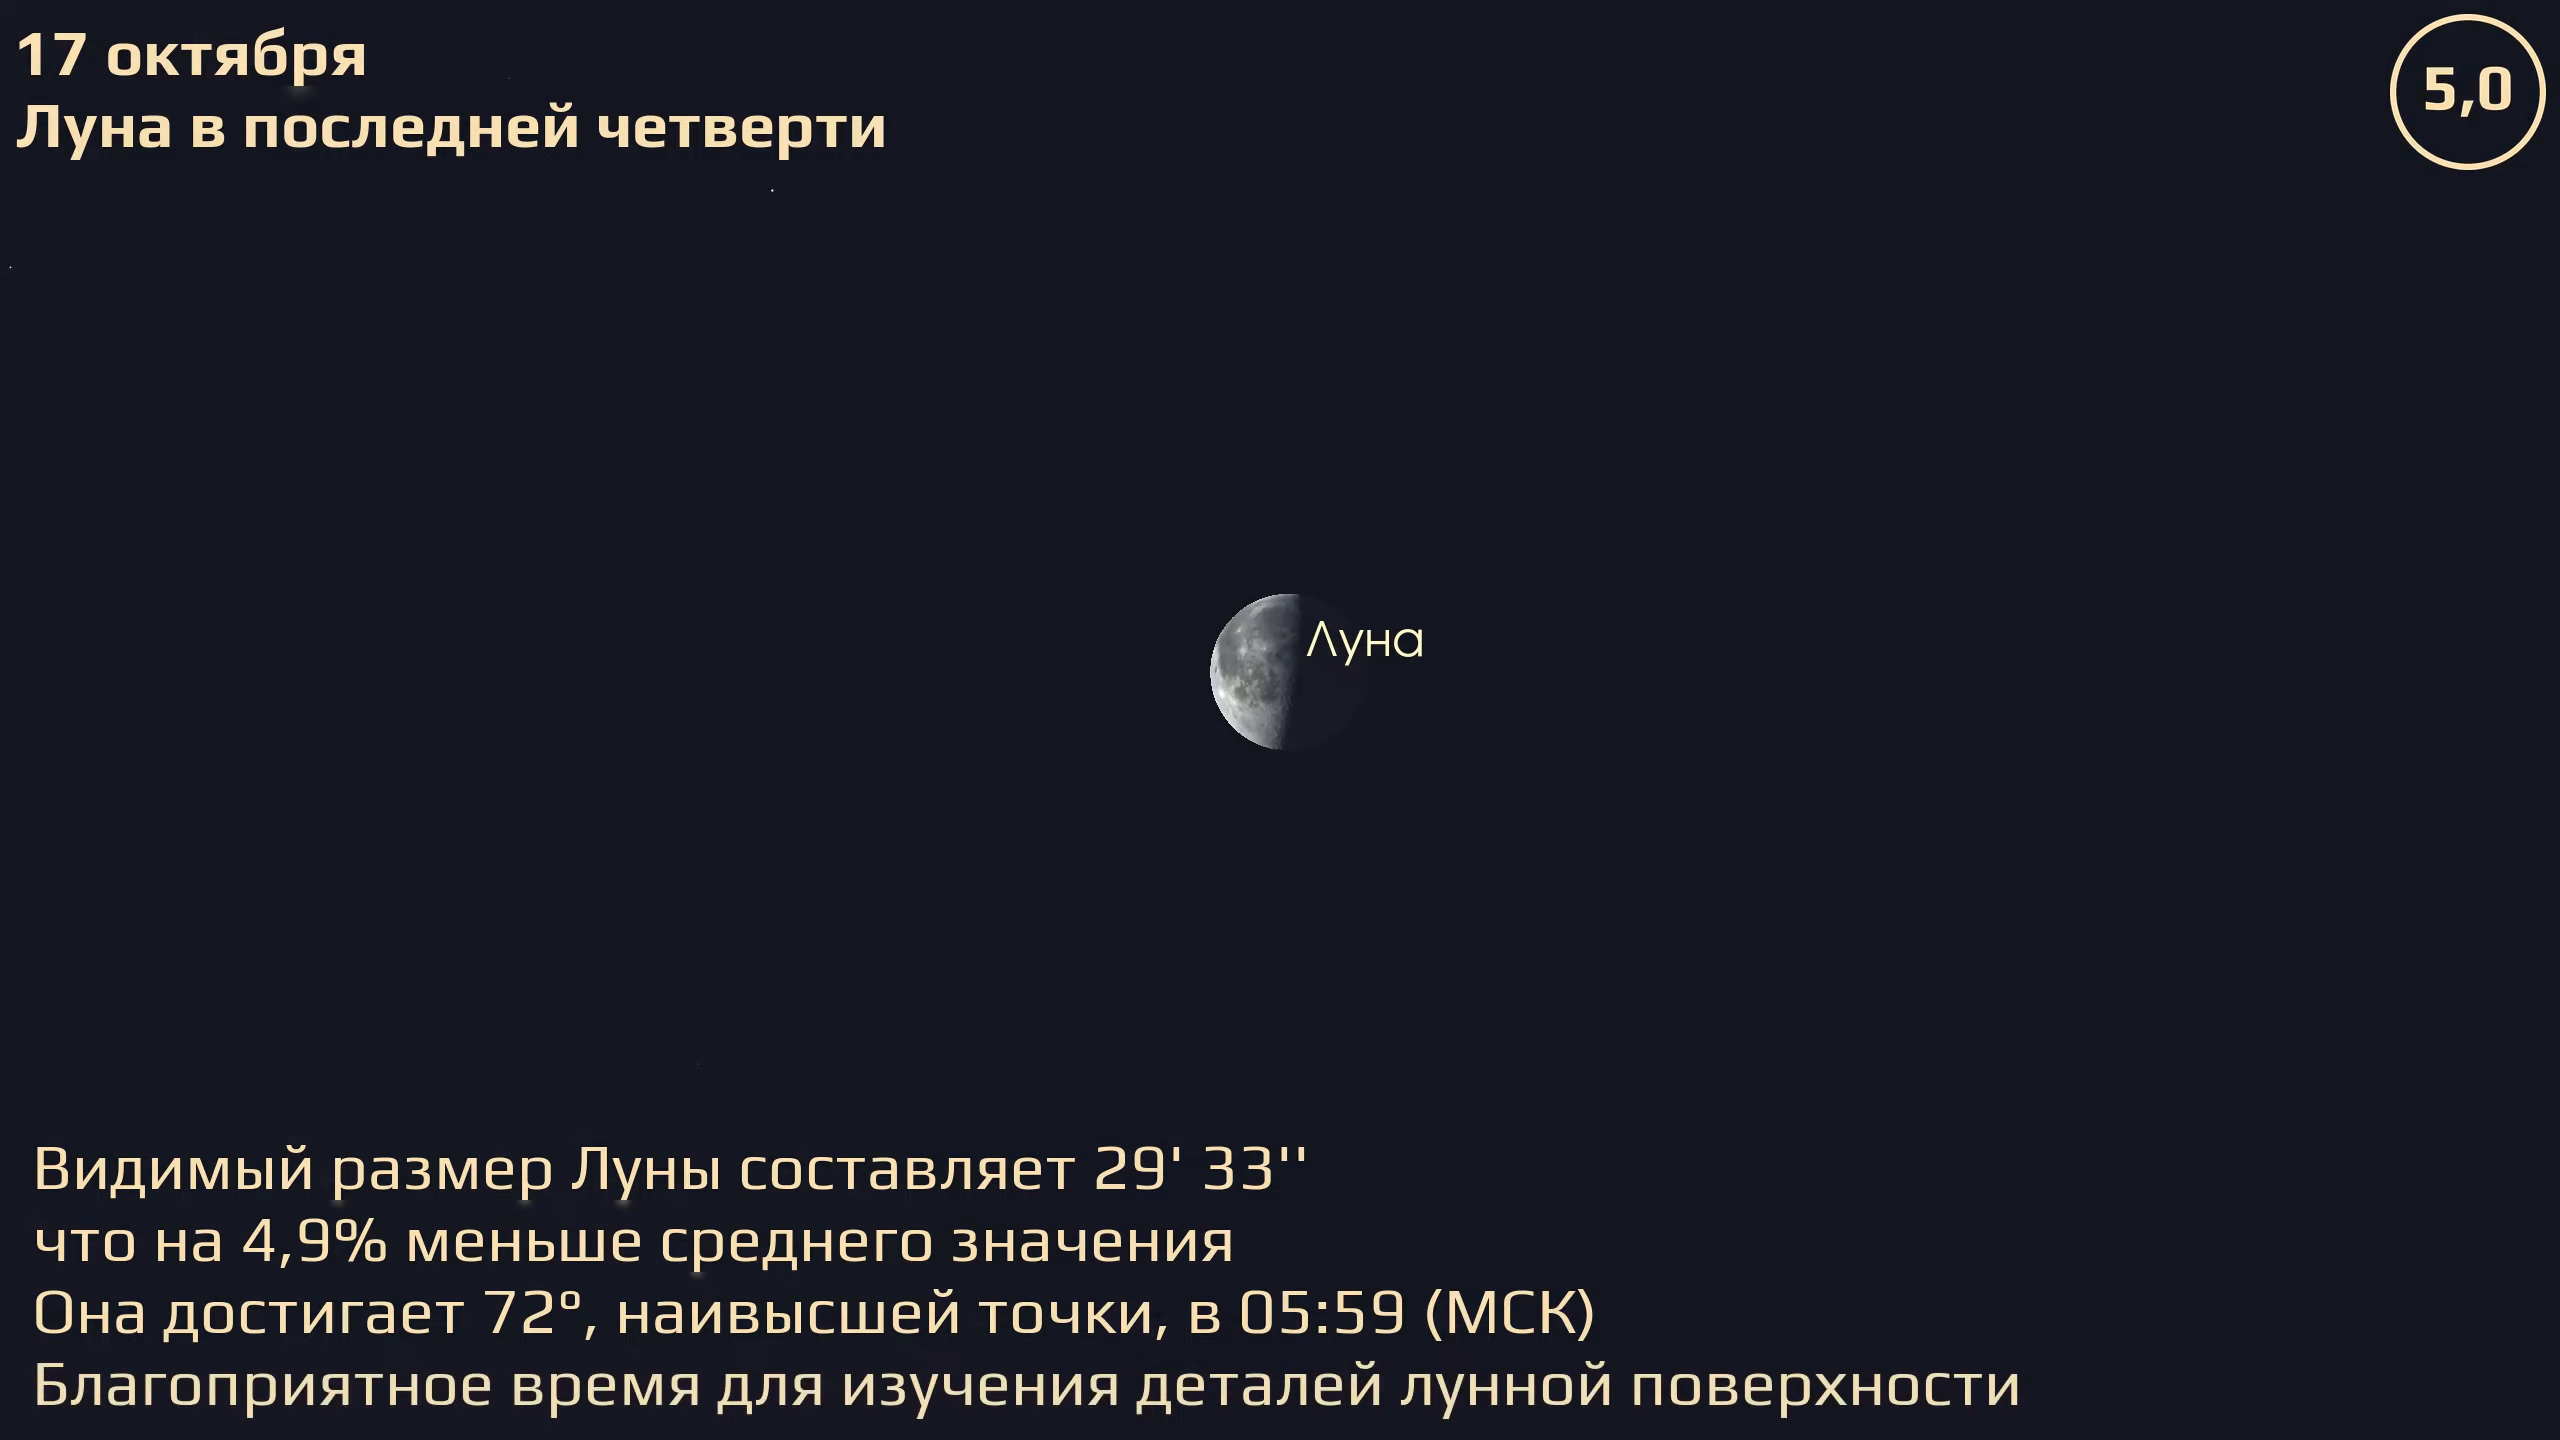 17 октября
Луна в последней четверти
5,0
Луна
Видимый размер Луны составляет 29' 33''
что на 4,9% меньше среднего значения
Она достигает 72º, наивысшей точки, в 05:59 (МСК)
Благоприятное время для изучения деталей лунной поверхности